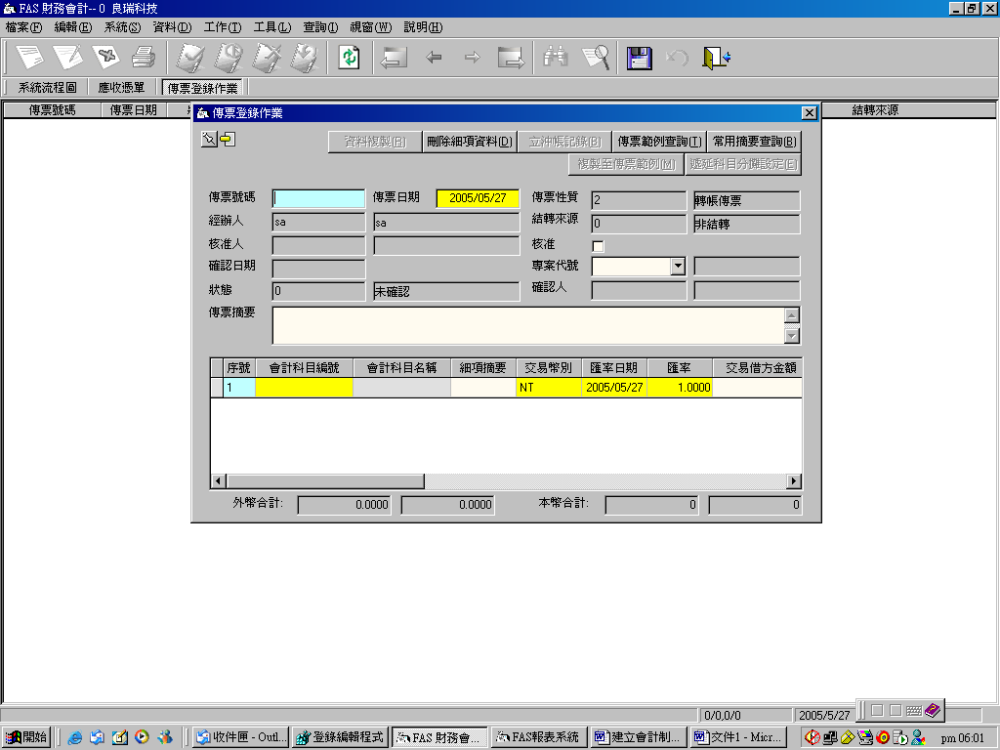 FAS 財務會計-- 0 良瑞科技
檔案(F) 編輯(E) 系統(S) 資料(D) 工作(T) 工具(L) 查詢(I) 視窗(W) 說明(H)
系統流程圖 應收憑單 傳票登錄作業
傳票號碼 傳票日期 結轉來源
傳票登錄作業
資料複製(R) 刪除細項資料(D) 立沖帳記錄(B) 傳票範例查詢(T) 常用摘要查詢(B)
複製至傳票範例(M) 遞延科目分攤設定(E)
傳票號碼 傳票日期 2005/05/27 傳票性質 2 轉帳傳票
經辦人 sa sa 結轉來源 0 非結轉
核准人 核准
確認日期 專案代號
狀態 0 未確認 確認人
傳票摘要
序號 會計科目編號 會計科目名稱 細項摘要 交易幣別 匯率日期 匯率 交易借方金額
1 NT 2005/05/27 1.0000
外幣合計: 0.0000 0.0000 本幣合計: 0 0
0/0,0/0 2005/5/27
開始 收件匣 - Outl... 登錄編輯程式 FAS 財務會... FAS報表系統 建立會計制... 文件1 - Micr... pm 06:01